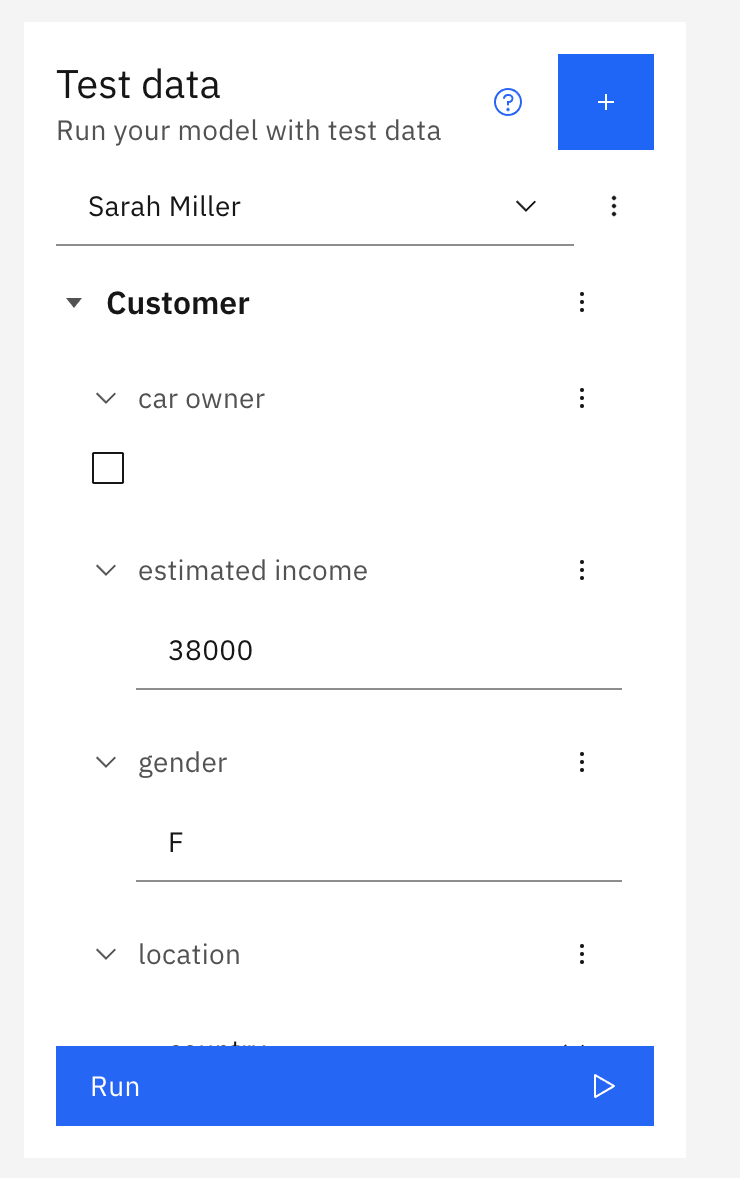 Test data
Run your model with test data
Sarah Miller
Customer
car owner
estimated income
38000
gender
F
location
country
Run